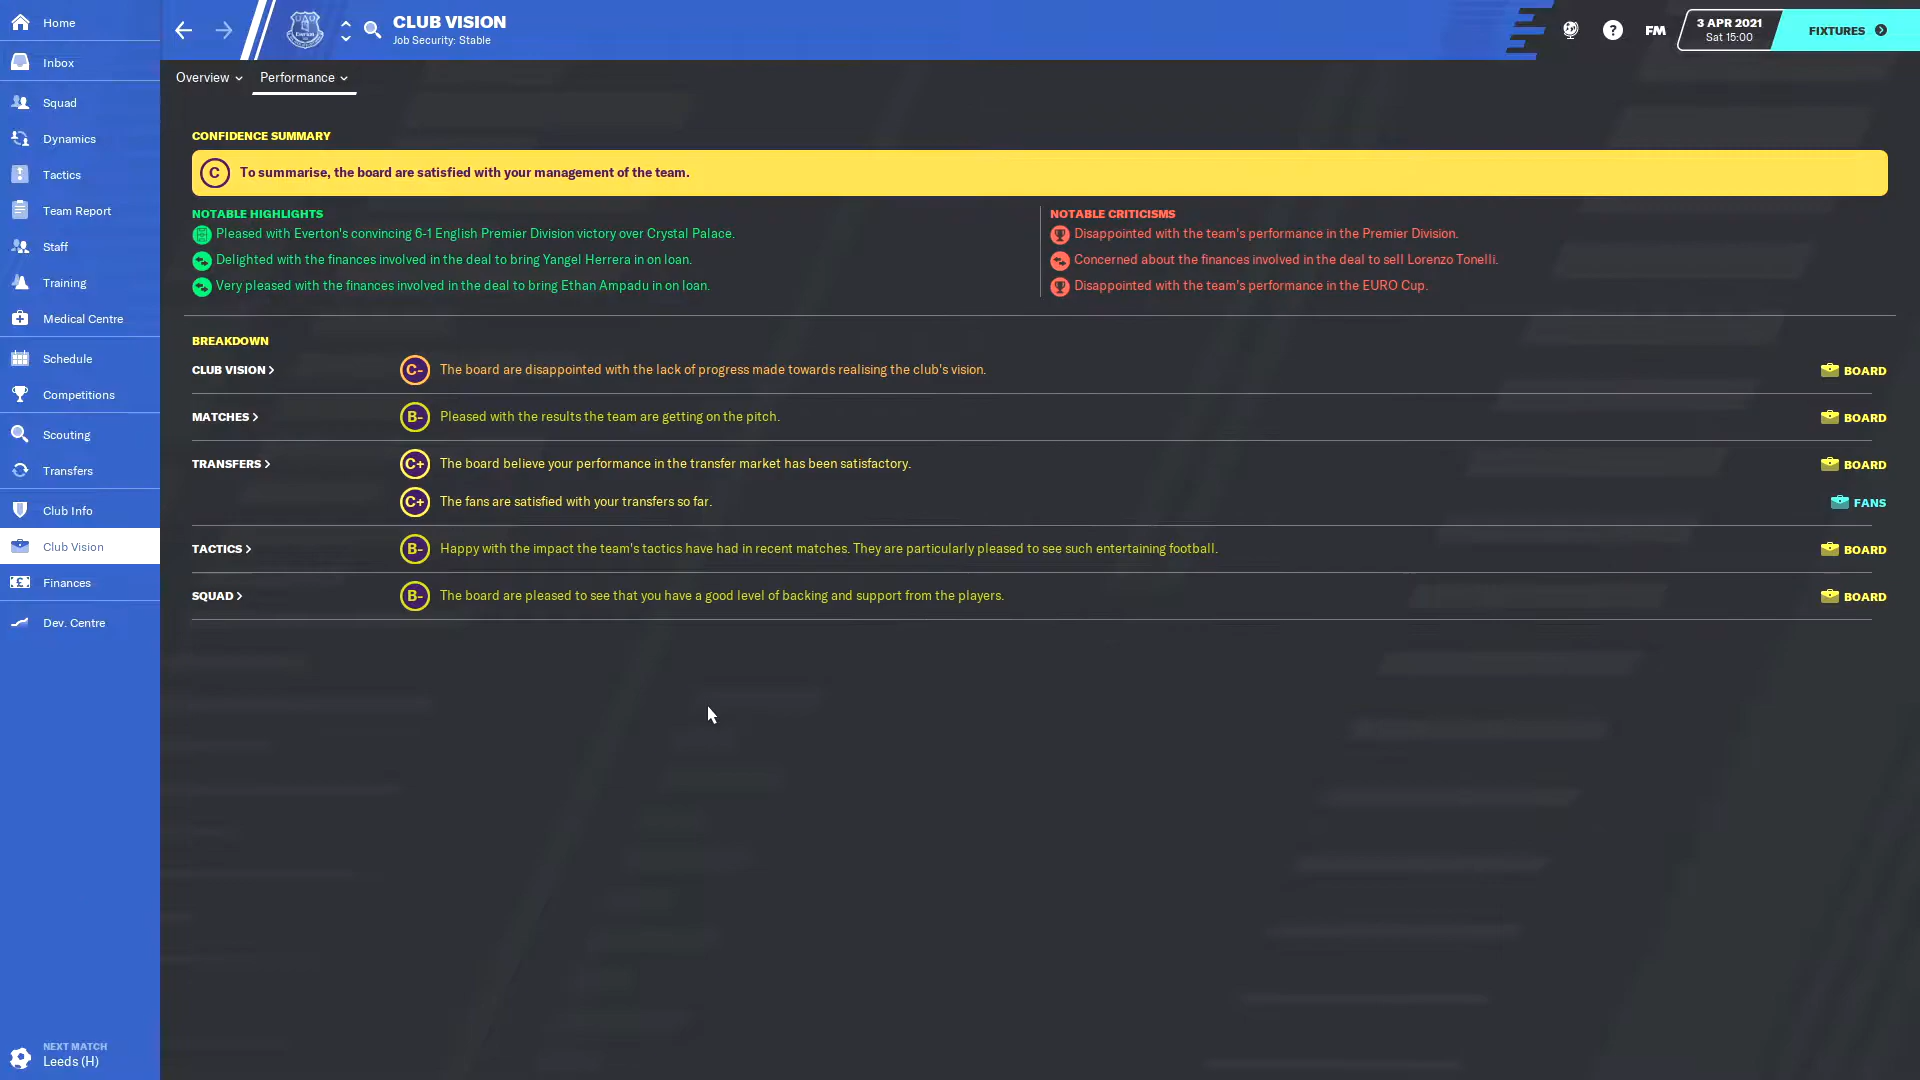 Home
Inbox
Squad
Dynamics
Tactics
Team Report
Staff
Training
Medical Centre
Schedule
Competitions
Scouting
Transfers
Club Info
Club Vision
Finances
Dev. Centre
NEXT MATCH
Leeds (H)
CLUB VISION
Job Security: Stable
FM
3 APR 2021
Sat 15:00
FIXTURES
Overview
Performance
CONFIDENCE SUMMARY
C To summarise, the board are satisfied with your management of the team.
NOTABLE HIGHLIGHTS
Pleased with Everton's convincing 6-1 English Premier Division victory over Crystal Palace.
Delighted with the finances involved in the deal to bring Yangel Herrera in on loan.
Very pleased with the finances involved in the deal to bring Ethan Ampadu in on loan.
NOTABLE CRITICISMS
Disappointed with the team's performance in the Premier Division.
Concerned about the finances involved in the deal to sell Lorenzo Tonelli.
Disappointed with the team's performance in the EURO Cup.
BREAKDOWN
CLUB VISION > C- The board are disappointed with the lack of progress made towards realising the club's vision. BOARD
MATCHES > B- Pleased with the results the team are getting on the pitch. BOARD
TRANSFERS > C+ The board believe your performance in the transfer market has been satisfactory. BOARD
C+ The fans are satisfied with your transfers so far. FANS
TACTICS > B- Happy with the impact the team's tactics have had in recent matches. They are particularly pleased to see such entertaining football. BOARD
SQUAD > B- The board are pleased to see that you have a good level of backing and support from the players. BOARD